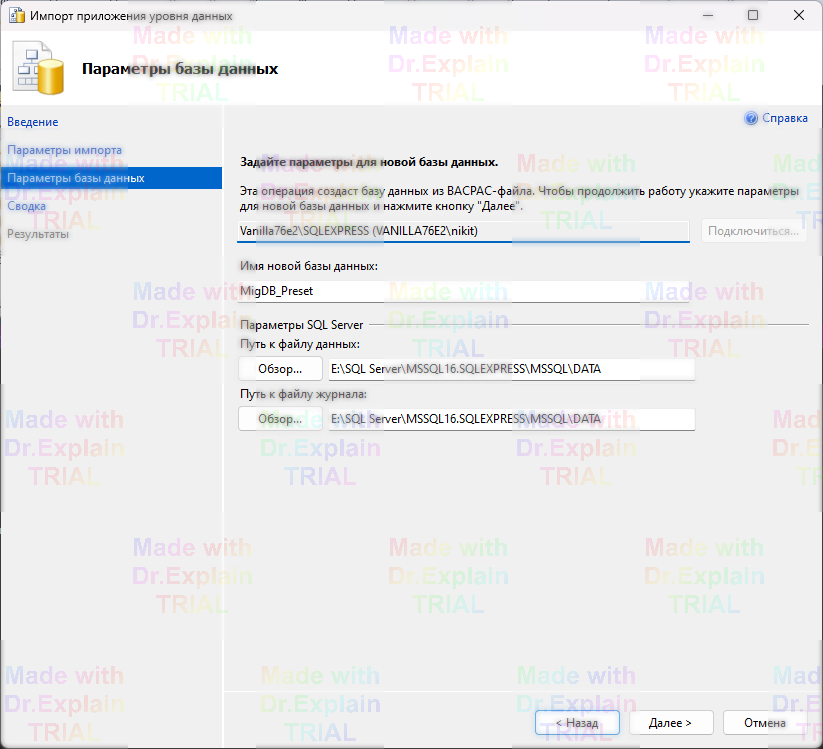 Импорт приложения уровня данных
Параметры базы данных
Справка
Введение
Параметры импорта
Параметры базы данных
Сводка
Результаты
Задайте параметры для новой базы данных.
Эта операция создаст базу данных из BACPAC-файла. Чтобы продолжить работу укажите параметры
для новой базы данных и нажмите кнопку "Далее".
Vanilla76e2\SQLEXPRESS (VANILLA76E2\nikit)
Подключиться...
Имя новой базы данных:
MigDB_Preset
Параметры SQL Server
Путь к файлу данных:
Обзор...
E:\SQL Server\MSSQL16.SQLEXPRESS\MSSQL\DATA
Путь к файлу журнала:
Обзор...
E:\SQL Server\MSSQL16.SQLEXPRESS\MSSQL\DATA
< Назад
Далее >
Отмена
Made with
Dr.Explain
TRIAL